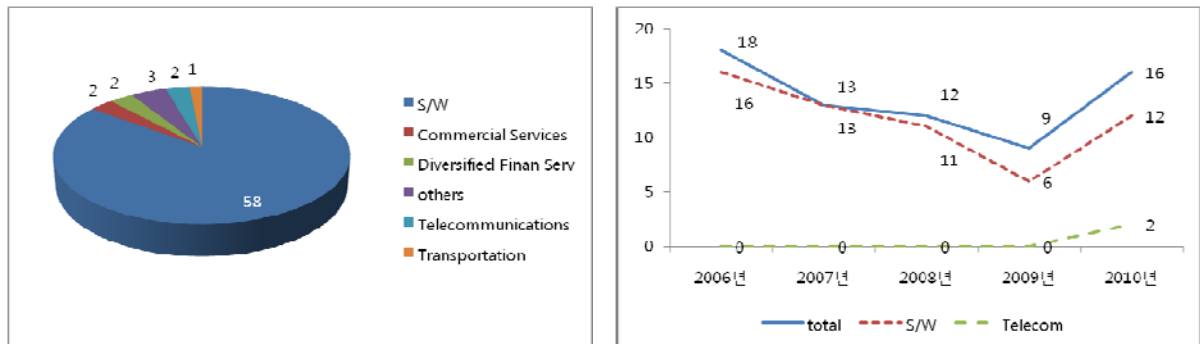 2 2 3 2 1
58
S/W
Commercial Services
Diversified Finan Serv
others
Telecommunications
Transportation
20
15
10
5
0
18 13 12 9 16
16 13 11 6 12
0 0 0 0 2
2006년 2007년 2008년 2009년 2010년
total S/W Telecom